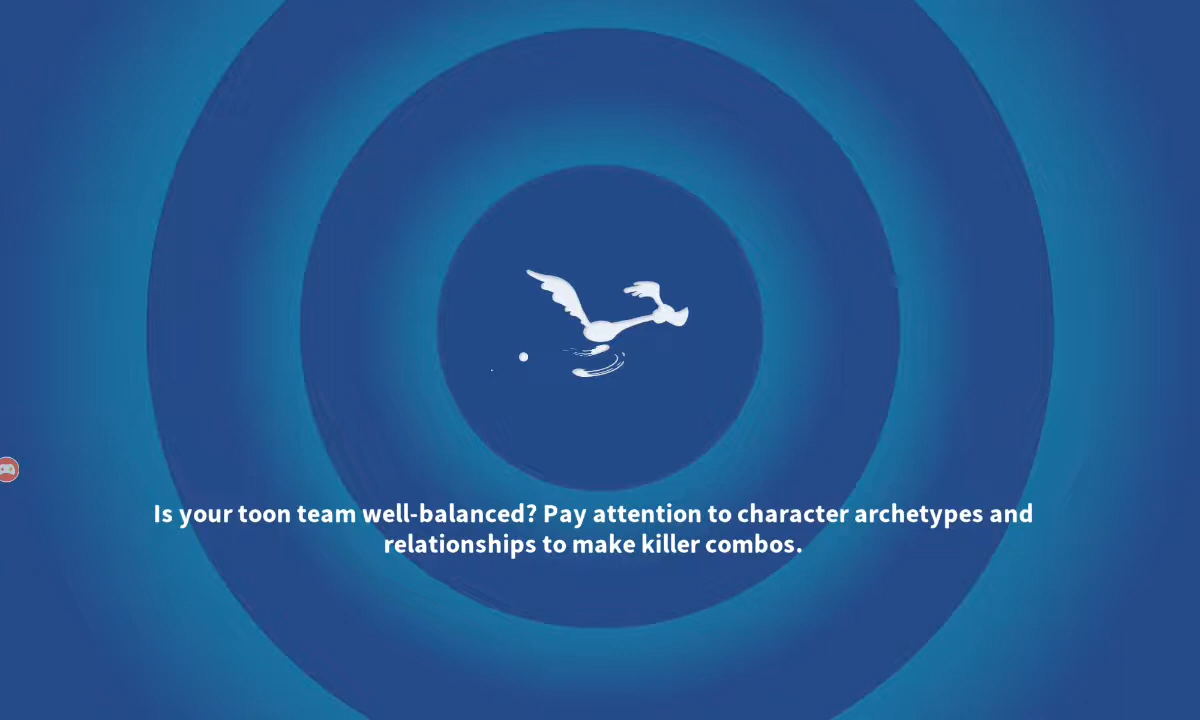 Is your toon team well-balanced? Pay attention to character archetypes and
relationships to make killer combos.